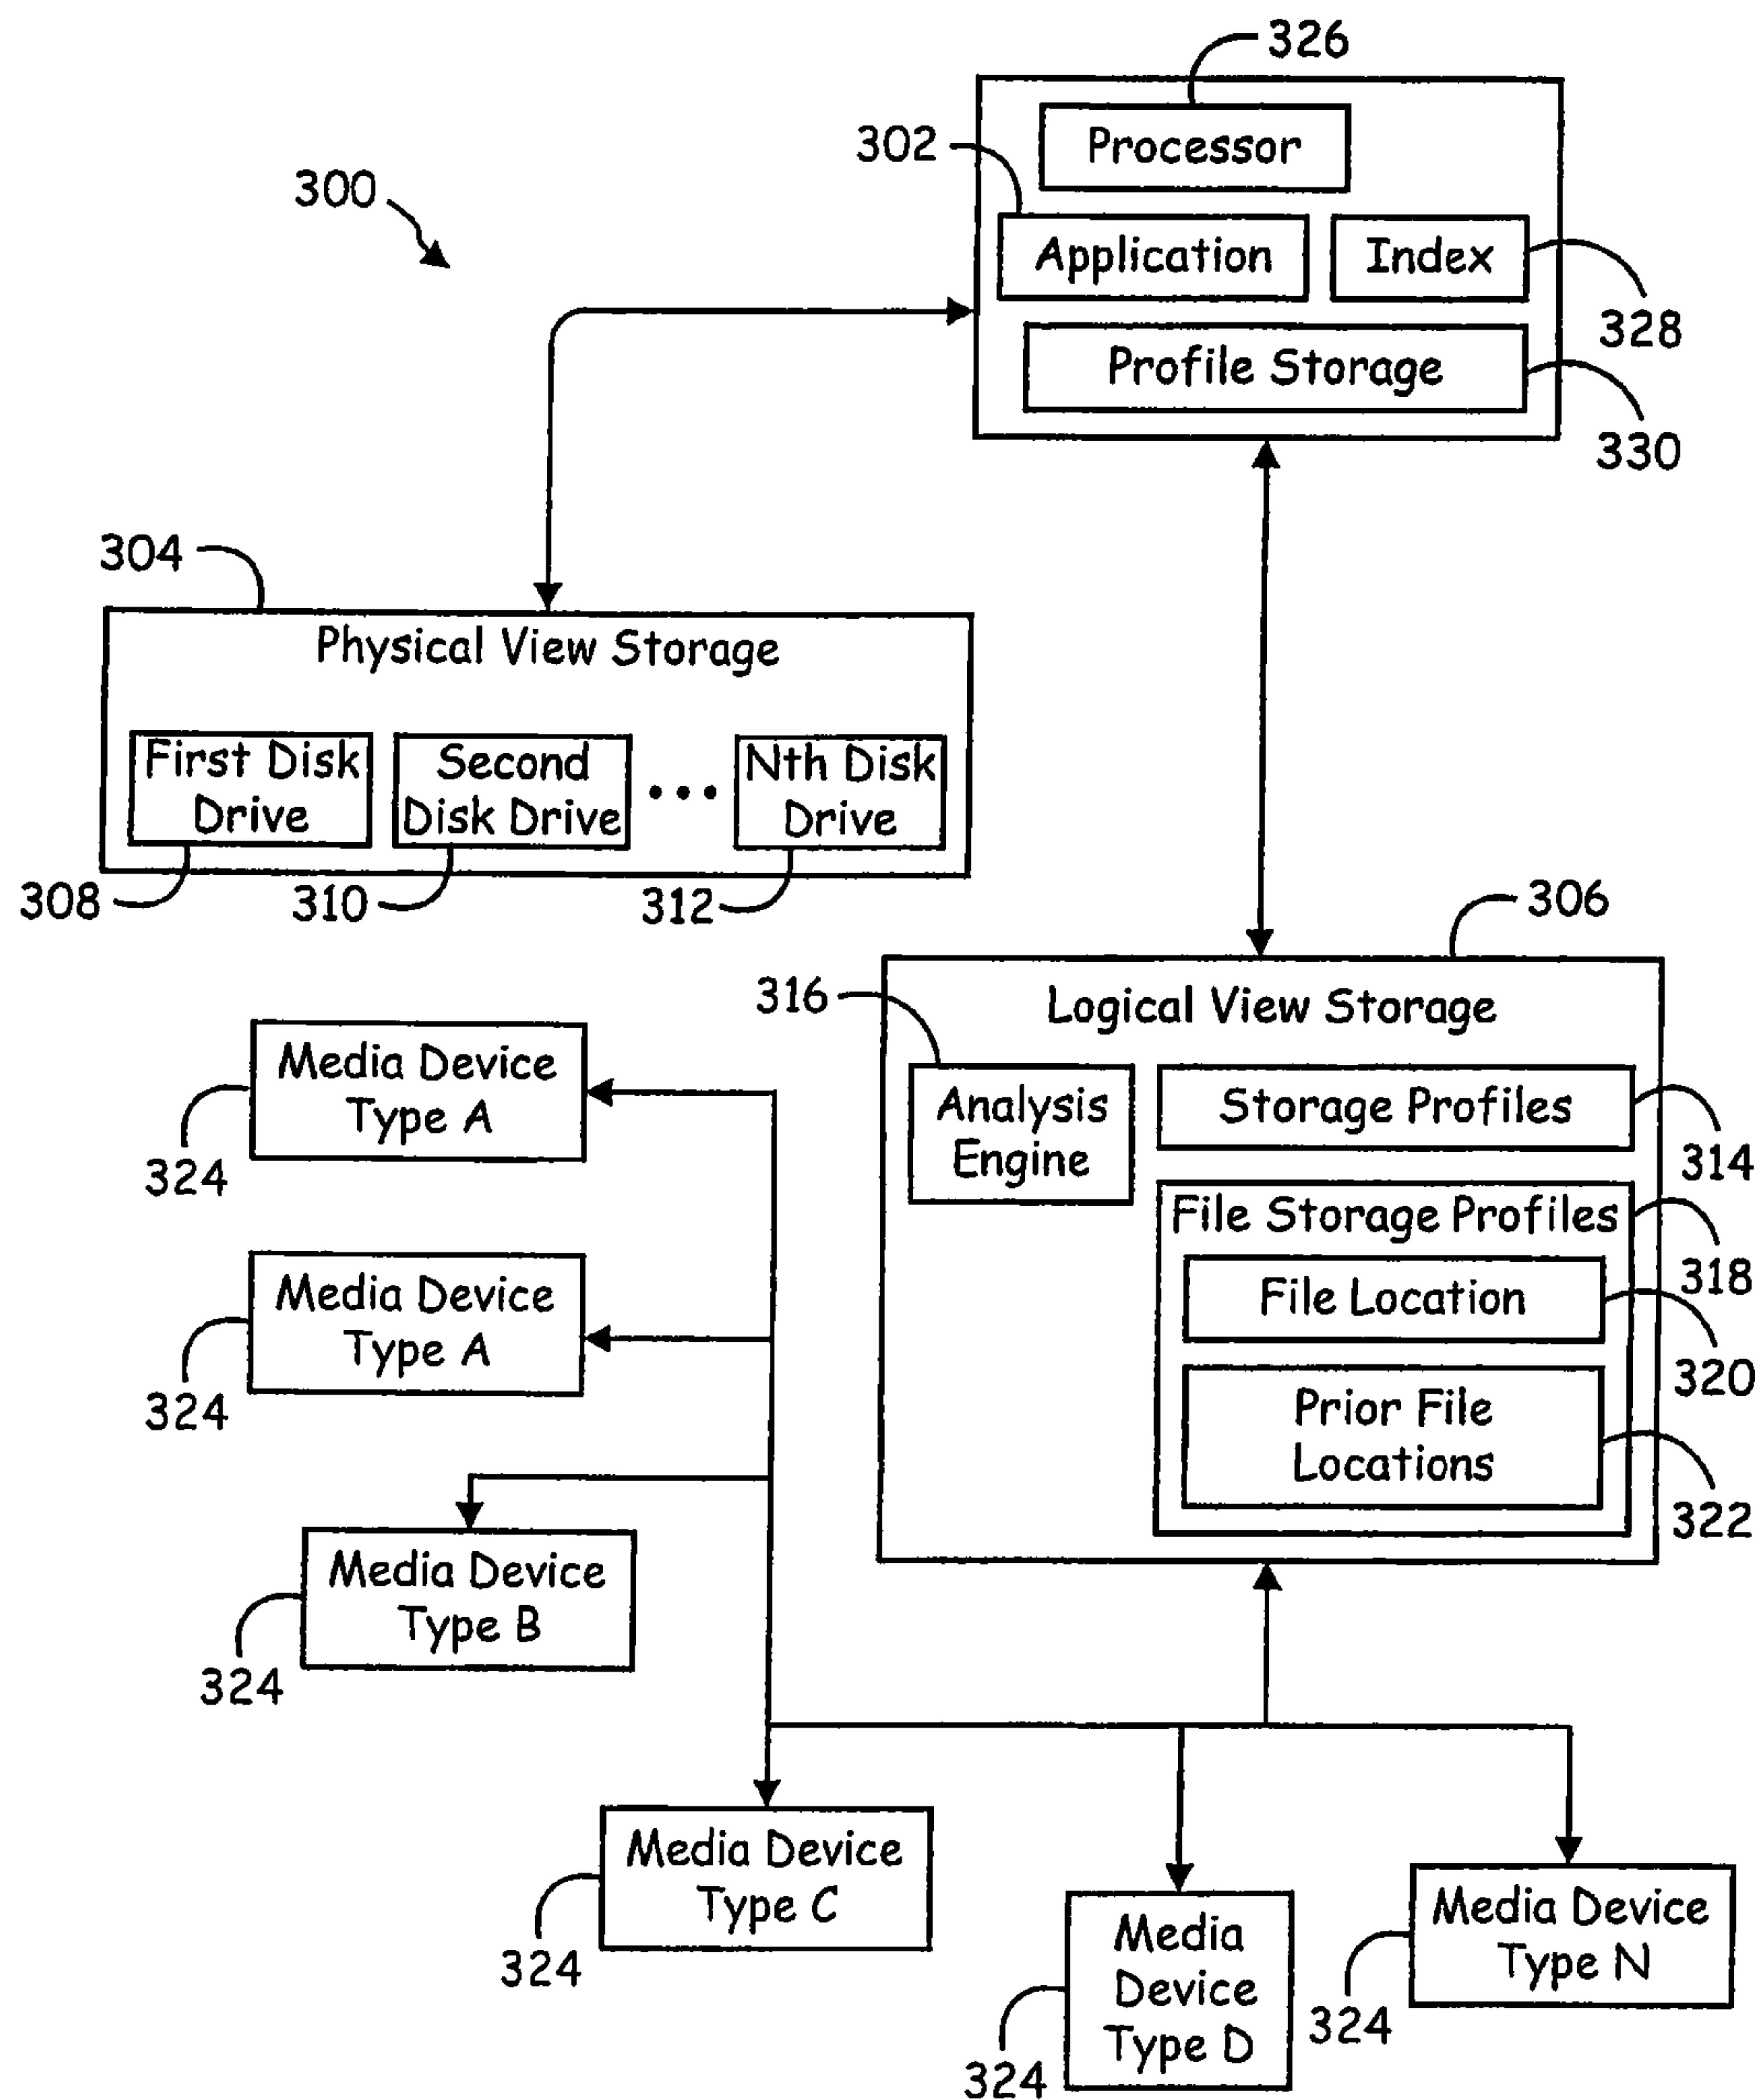 326
302
Processor
300
Application
Index
328
Profile Storage
330
304
Physical View Storage
First Disk
Drive
Second
Disk Drive
•••
Nth Disk
Drive
308
310
312
306
316
Logical View Storage
Analysis
Engine
Storage Profiles
314
File Storage Profiles
318
File Location
320
Prior File
Locations
322
Media Device
Type A
324
Media Device
Type A
324
Media Device
Type B
324
Media Device
Type C
324
Media
Device
Type D
324
Media Device
Type N
324